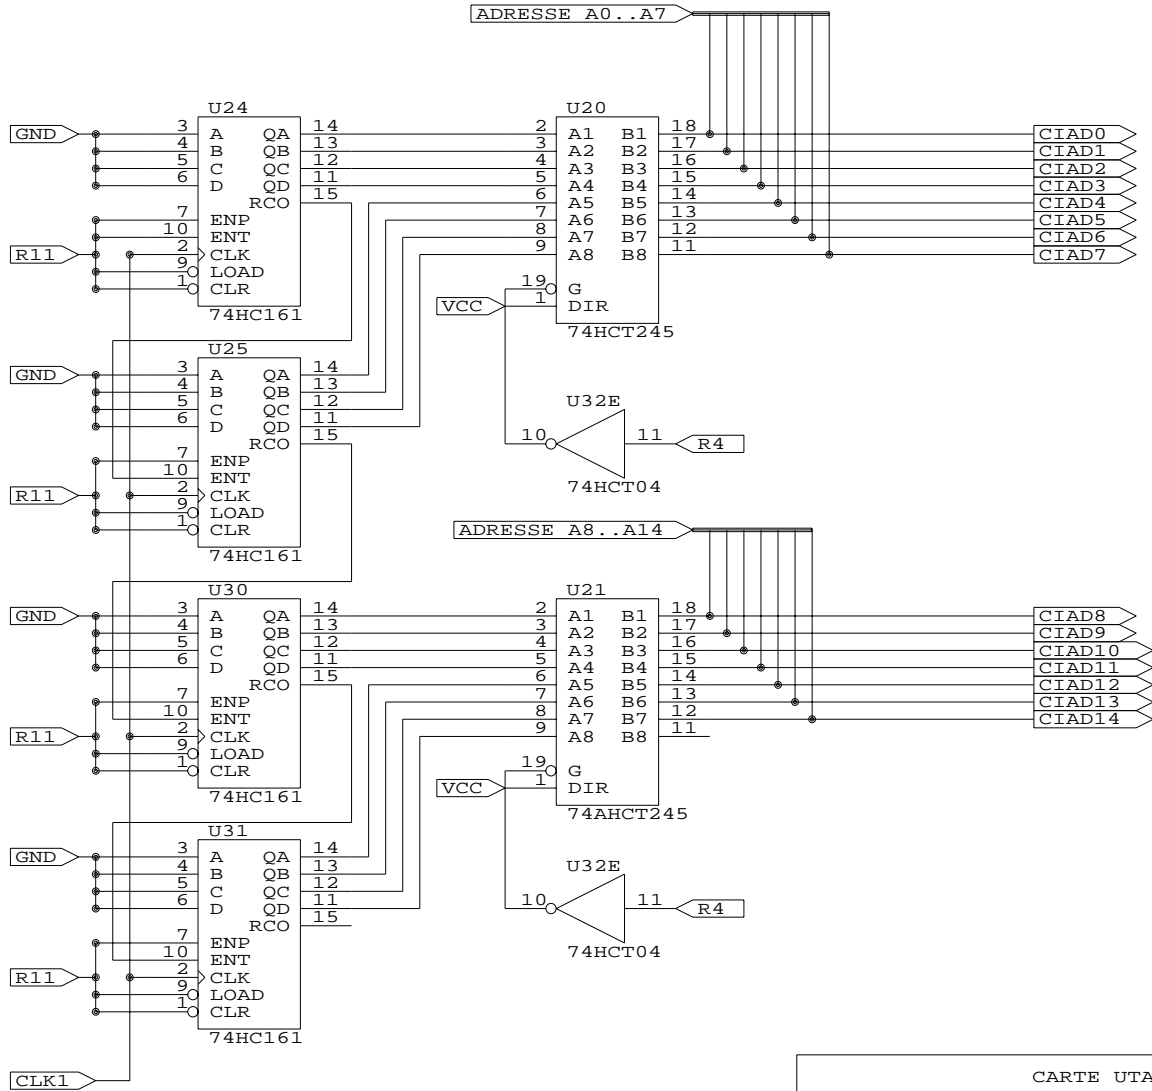 ADRESSE A0..A7
U24 U20
GND 3 A QA 14 2 A1 B1 18 CIAD0
4 B QB 13 3 A2 B2 17 CIAD1
5 C QC 12 4 A3 B3 16 CIAD2
6 D QD 11 5 A4 B4 15 CIAD3
RCO 15 6 A5 B5 14 CIAD4
7 ENP 7 A6 B6 13 CIAD5
10 ENT 8 A7 B7 12 CIAD6
R11 2 CLK 9 A8 B8 11 CIAD7
9 LOAD
1 CLR 19 G
VCC 1 DIR
74HC161 74HCT245
U25
GND 3 A QA 14
4 B QB 13
5 C QC 12 U32E
6 D QD 11
RCO 15 10 11 R4
7 ENP
10 ENT 74HCT04
R11 2 CLK
9 LOAD
1 CLR ADRESSE A8..A14
74HC161
U30 U21
GND 3 A QA 14 2 A1 B1 18 CIAD8
4 B QB 13 3 A2 B2 17 CIAD9
5 C QC 12 4 A3 B3 16 CIAD10
6 D QD 11 5 A4 B4 15 CIAD11
RCO 15 6 A5 B5 14 CIAD12
7 ENP 7 A6 B6 13 CIAD13
10 ENT 8 A7 B7 12 CIAD14
R11 2 CLK 9 A8 B8 11
9 LOAD
1 CLR 19 G
VCC 1 DIR
74HC161 74AHCT245
U31
GND 3 A QA 14
4 B QB 13 U32E
5 C QC 12
6 D QD 11 10 11 R4
RCO 15
7 ENP 74HCT04
10 ENT
R11 2 CLK
9 LOAD
1 CLR
74HC161
CLK1 CARTE UTA